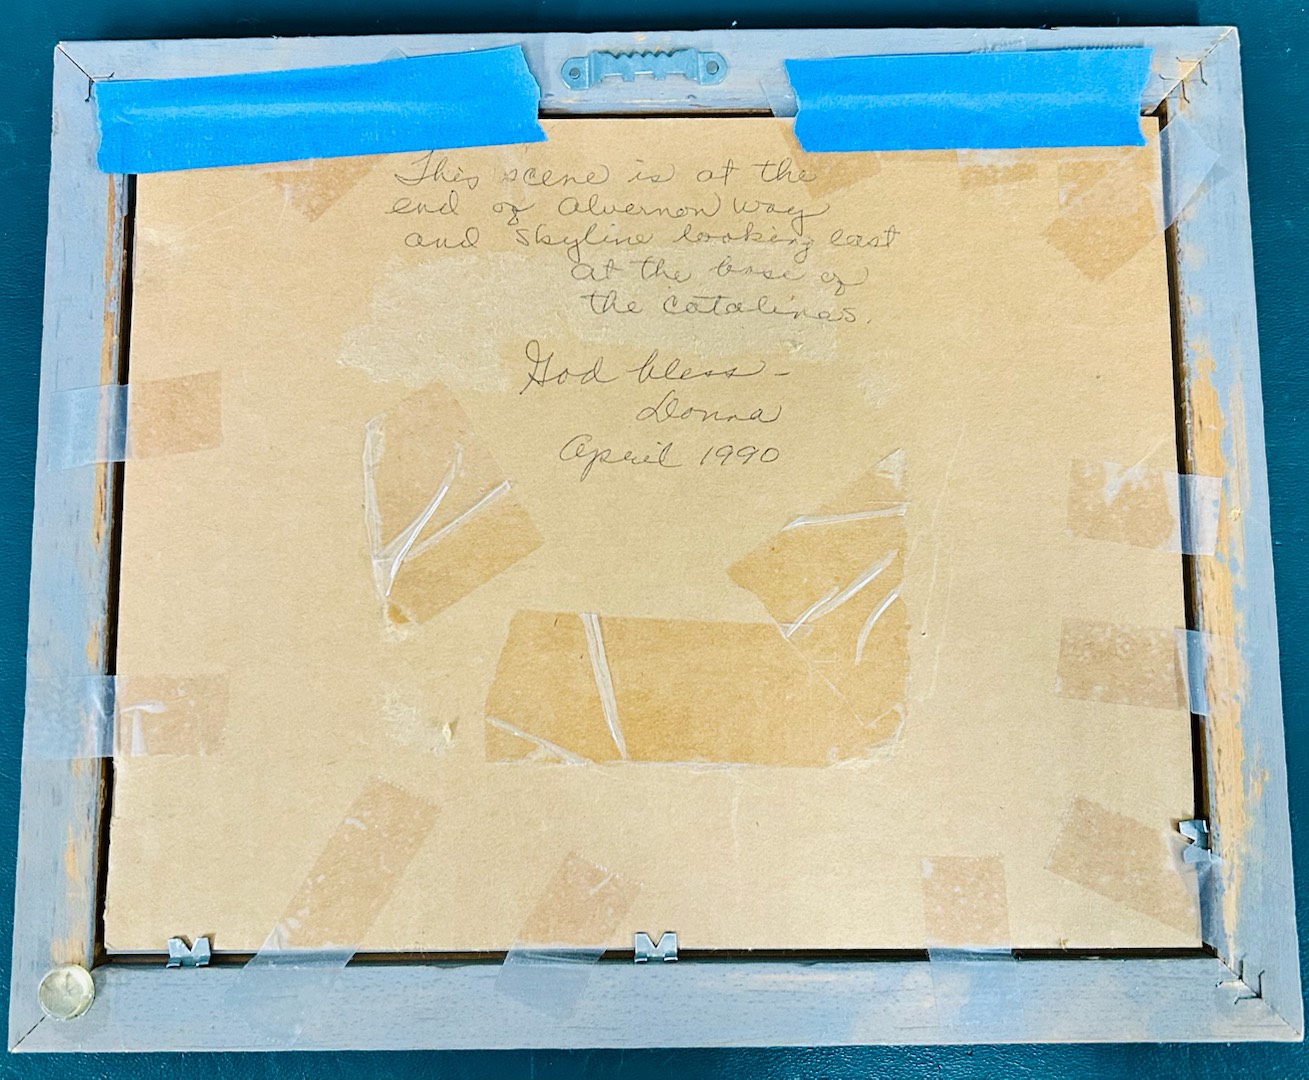 This scene is at the
end of Alvernon Way
and Skyline looking east
at the base of
the Catalinas.
God bless -
Donna
April 1990